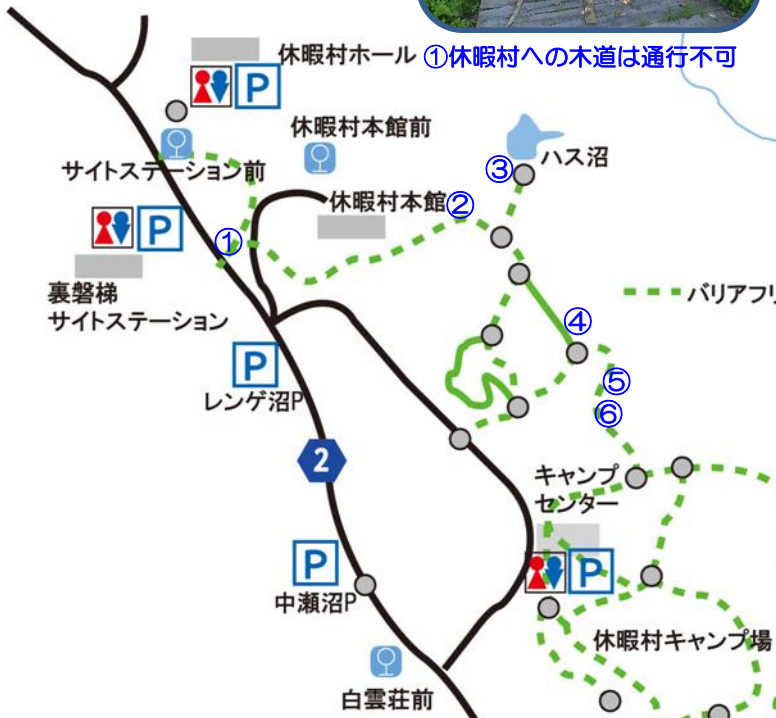 ①休暇村への木道は通行不可
休暇村ホール
P
休暇村本館前
サイトステーション前
③
ハス沼
休暇村本館
②
P
①
裏磐梯
サイトステーション
バリアフリ
④
P
レンゲ沼P
⑤
⑥
2
キャンプ
センター
P
P
中瀬沼P
休暇村キャンプ場
白雲荘前